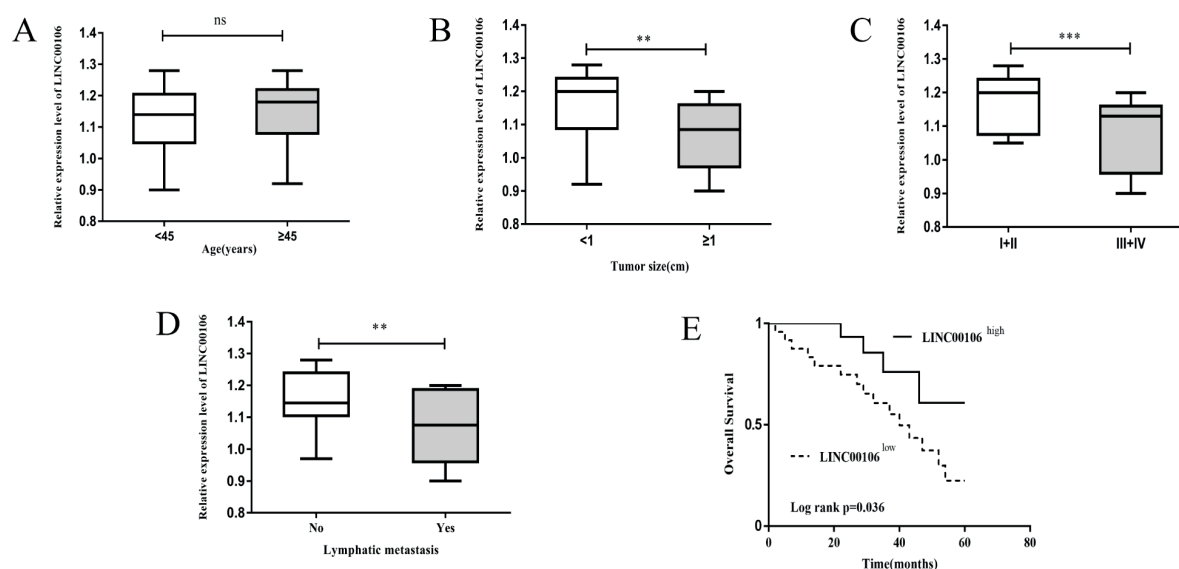 A
Relative expression level of LINC00106
1.4
1.3
1.2
1.1
1.0
0.9
0.8
ns
<45
≥45
Age(years)
B
Relative expression level of LINC00106
1.4
1.3
1.2
1.1
1.0
0.9
0.8
**
<1
≥1
Tumor size(cm)
C
Relative expression level of LINC00106
1.4
1.3
1.2
1.1
1.0
0.9
0.8
***
I+II
III+IV
D
Relative expression level of LINC00106
1.4
1.3
1.2
1.1
1.0
0.9
0.8
**
No
Yes
Lymphatic metastasis
E
Overall Survival
1
0.5
0
LINC00106 high
LINC00106 low
Log rank p=0.036
0
20
40
60
80
Time(months)